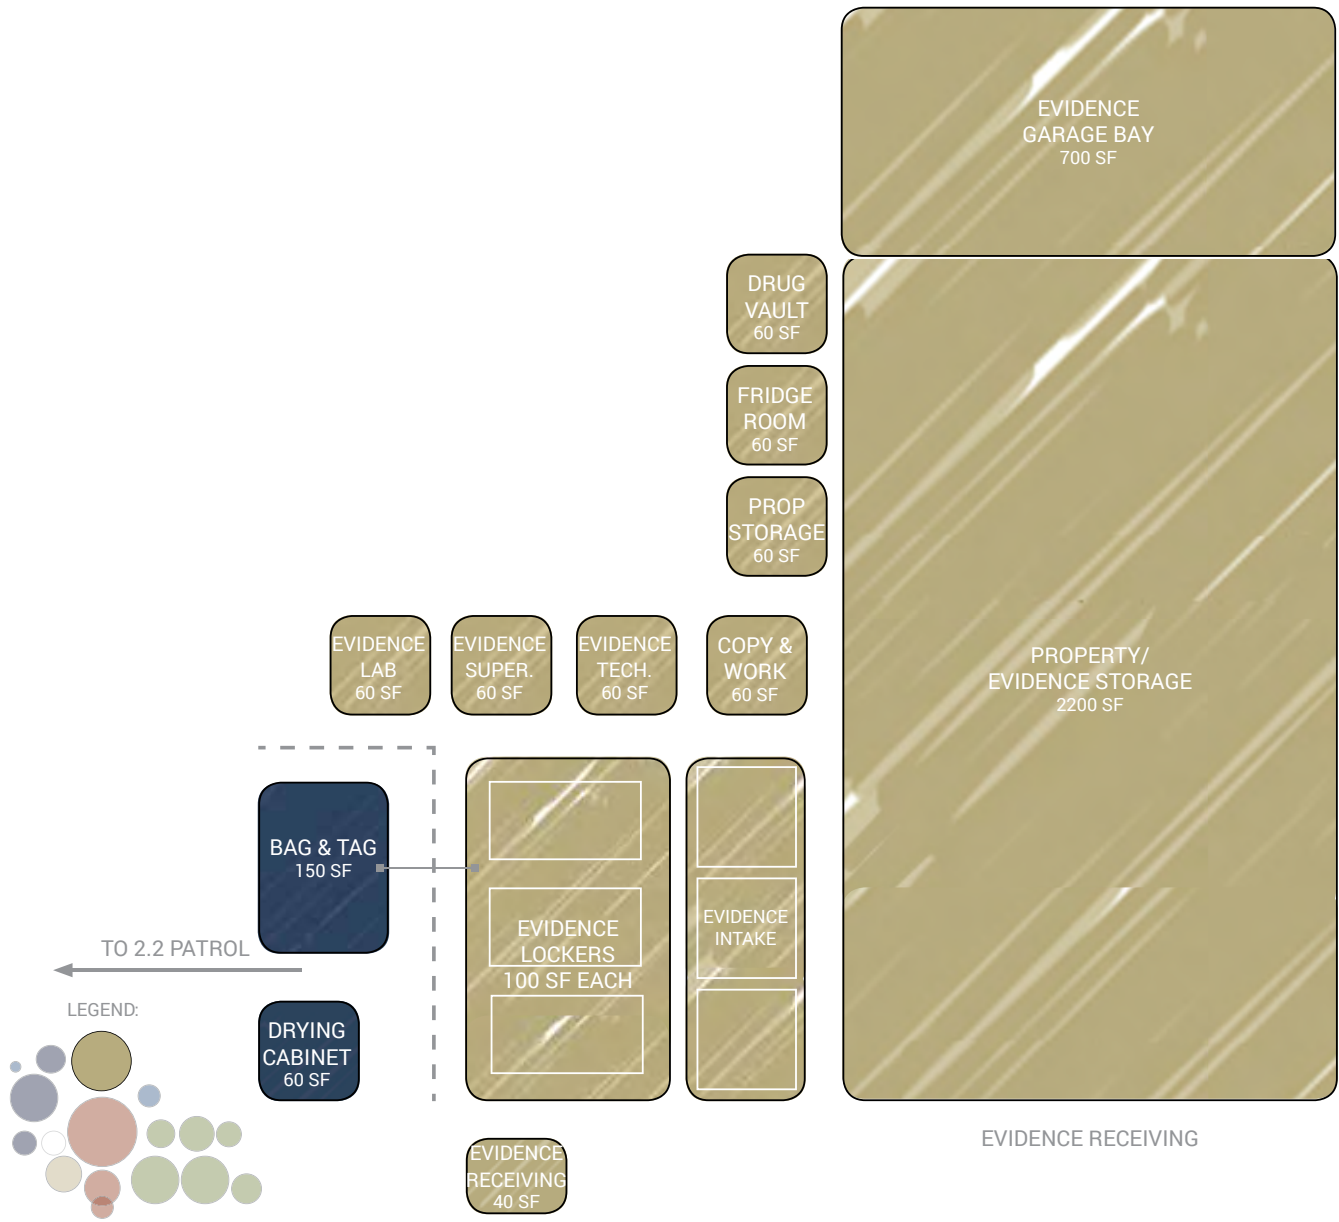 EVIDENCE
GARAGE BAY
700 SF
DRUG
VAULT
60 SF
FRIDGE
ROOM
60 SF
PROP
STORAGE
60 SF
EVIDENCE
LAB
60 SF
EVIDENCE
SUPER.
60 SF
EVIDENCE
TECH.
60 SF
COPY &
WORK
60 SF
PROPERTY/
EVIDENCE STORAGE
2200 SF
BAG & TAG
150 SF
EVIDENCE
LOCKERS
100 SF EACH
EVIDENCE
INTAKE
TO 2.2 PATROL
LEGEND:
DRYING
CABINET
60 SF
EVIDENCE
RECEIVING
40 SF
EVIDENCE RECEIVING